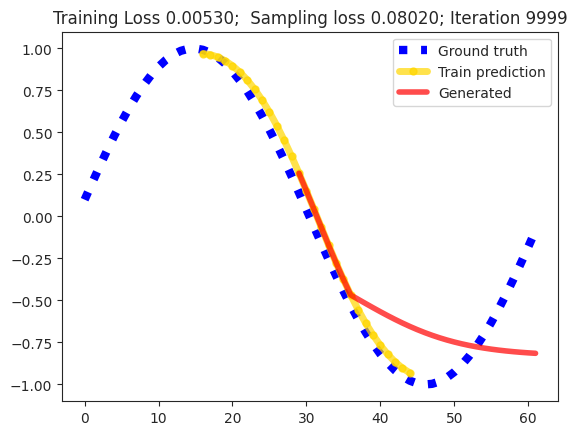 Training Loss 0.00530;  Sampling loss 0.08020; Iteration 9999
1.00
0.75
0.50
0.25
0.00
−0.25
−0.50
−0.75
−1.00
Ground truth
Train prediction
Generated
0 10 20 30 40 50 60